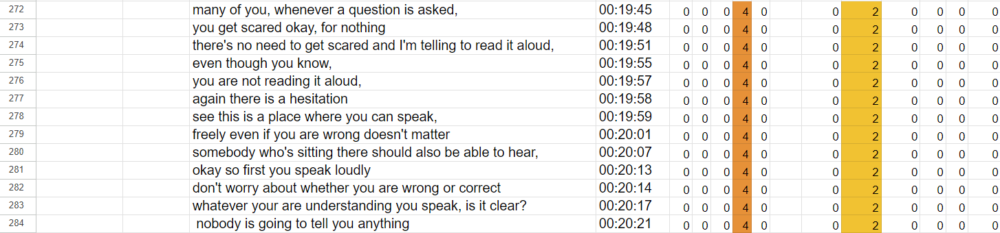 272 many of you, whenever a question is asked, 00:19:45 0 0 0 4 0 0 2 0 0 0 0
273 you get scared okay, for nothing 00:19:48 0 0 0 4 0 0 2 0 0 0 0
274 there's no need to get scared and I'm telling to read it aloud, 00:19:51 0 0 0 4 0 0 2 0 0 0 0
275 even though you know, 00:19:55 0 0 0 4 0 0 2 0 0 0 0
276 you are not reading it aloud, 00:19:57 0 0 0 4 0 0 2 0 0 0 0
277 again there is a hesitation 00:19:58 0 0 0 4 0 0 2 0 0 0 0
278 see this is a place where you can speak, 00:19:59 0 0 0 4 0 0 2 0 0 0 0
279 freely even if you are wrong doesn't matter 00:20:01 0 0 0 4 0 0 2 0 0 0 0
280 somebody who's sitting there should also be able to hear, 00:20:07 0 0 0 4 0 0 2 0 0 0 0
281 okay so first you speak loudly 00:20:13 0 0 0 4 0 0 2 0 0 0 0
282 don't worry about whether you are wrong or correct 00:20:14 0 0 0 4 0 0 2 0 0 0 0
283 whatever your are understanding you speak, is it clear? 00:20:17 0 0 0 4 0 0 2 0 0 0 0
284 nobody is going to tell you anything 00:20:21 0 0 0 4 0 0 2 0 0 0 0